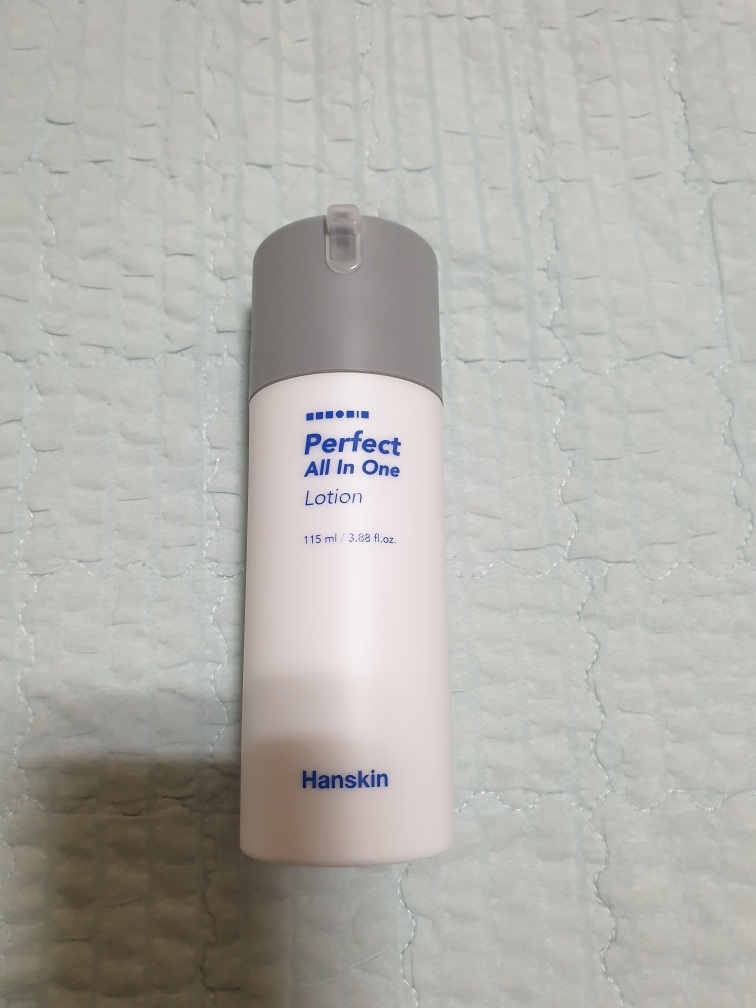 Perfect
All In One
Lotion
115 ml / 3.88 fl.oz.
Hanskin